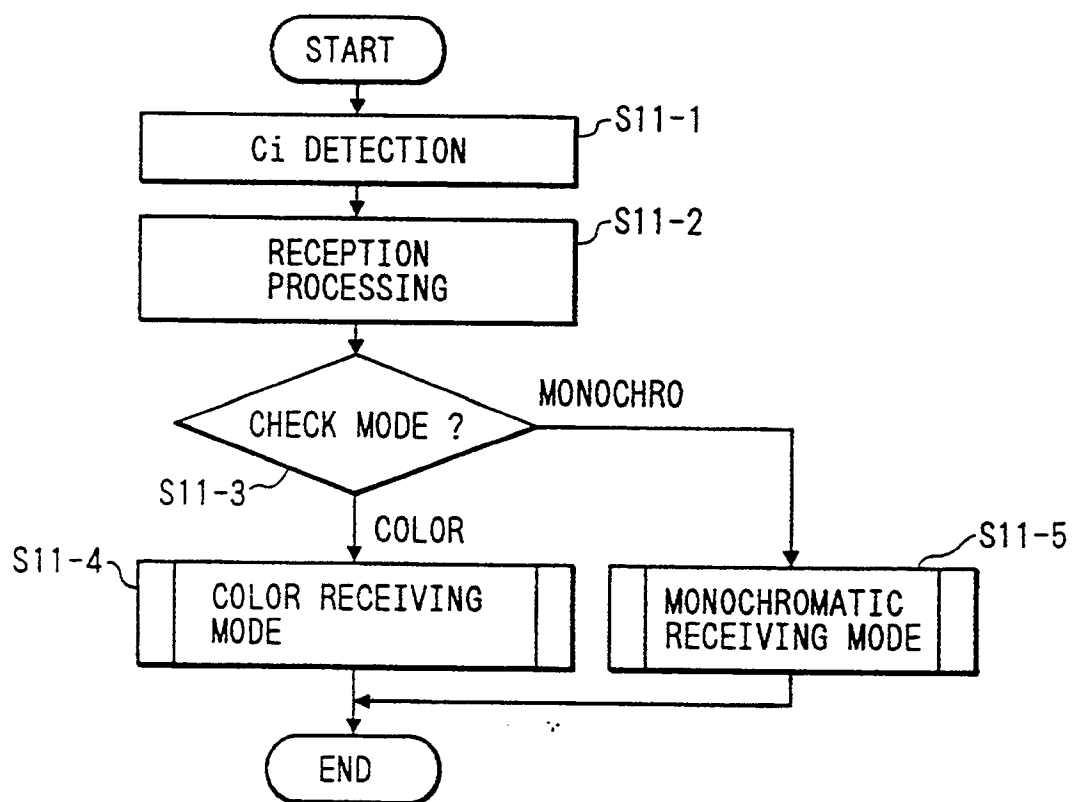 START
S11-1
Ci DETECTION
S11-2
RECEPTION
PROCESSING
MONOCHRO
CHECK MODE ?
S11-3
COLOR
S11-4
S11-5
COLOR RECEIVING
MODE
MONOCHROMATIC
RECEIVING MODE
END